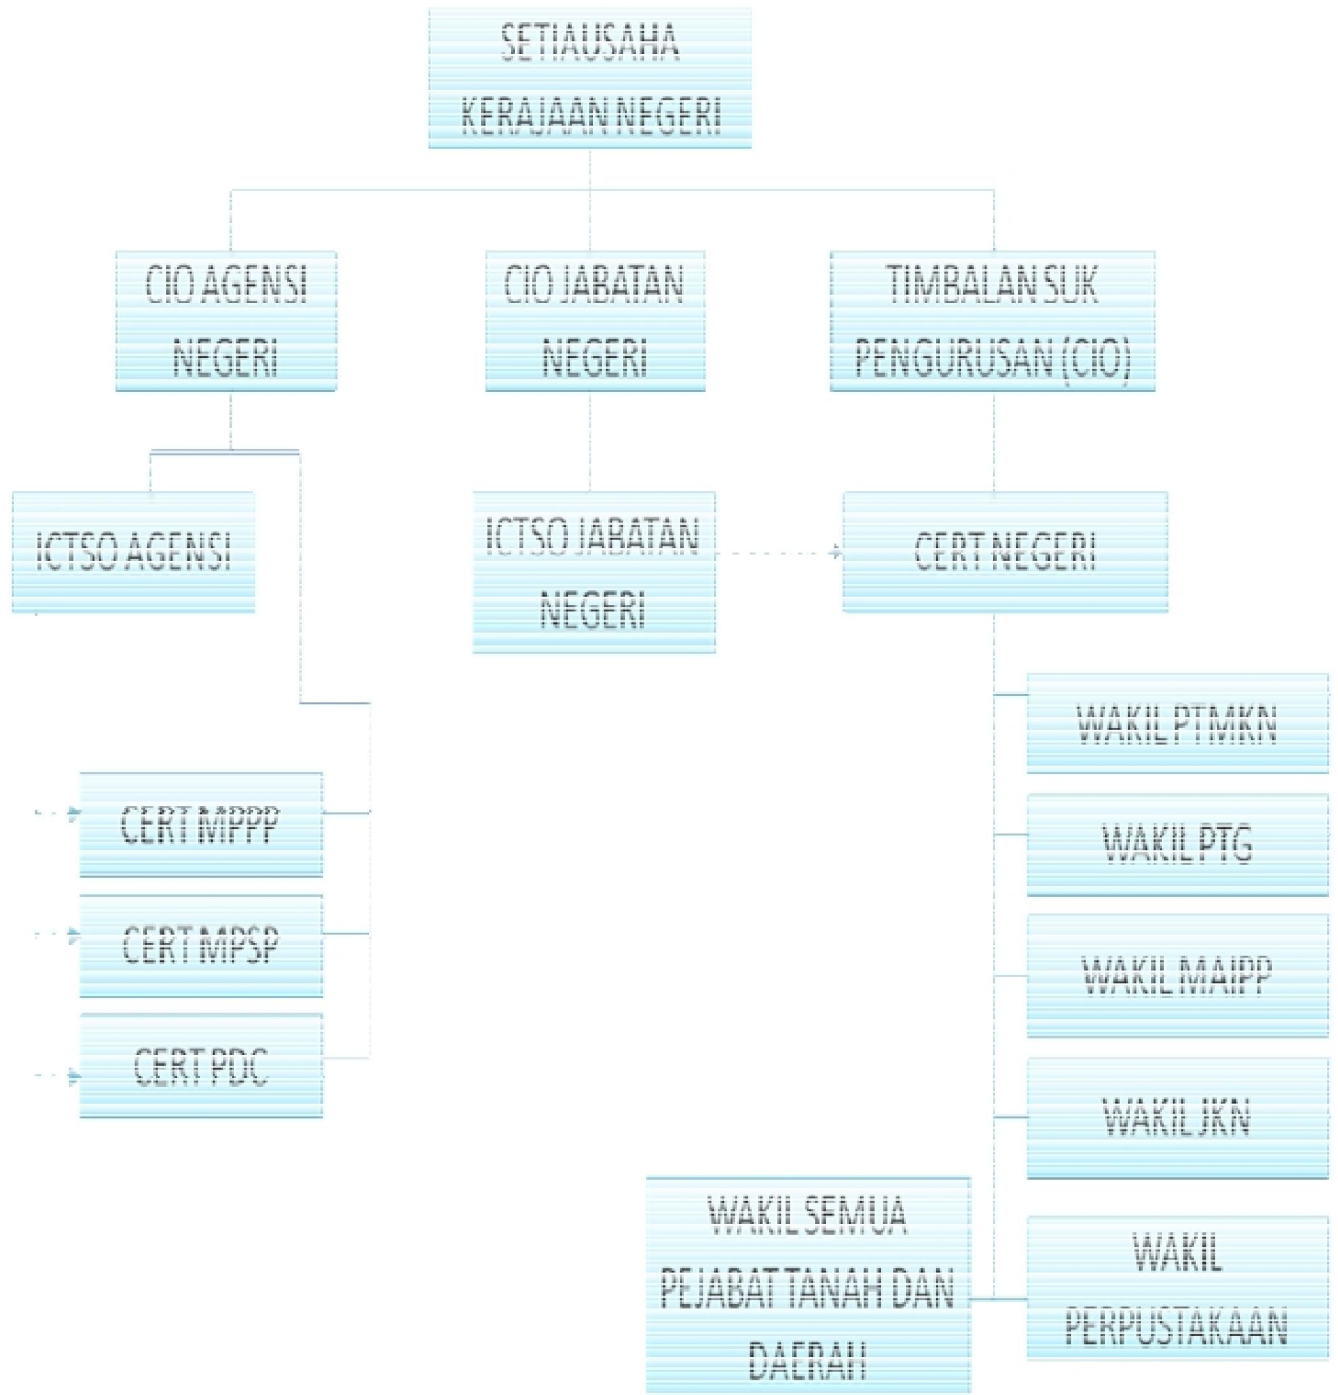 SETIAUSAHA
KERAJAAN NEGERI
CIO AGENSI
NEGERI
CIO JABATAN
NEGERI
TIMBALAN SUK
PENGURUSAN (CIO)
ICTSO AGENSI
ICTSO JABATAN
NEGERI
CERT NEGERI
CERT MPPP
CERT MPSP
CERT PDC
WAKIL PTMKN
WAKIL PTG
WAKIL MAIPP
WAKIL JKN
WAKIL SEMUA
PEJABAT TANAH DAN
DAERAH
WAKIL
PERPUSTAKAAN